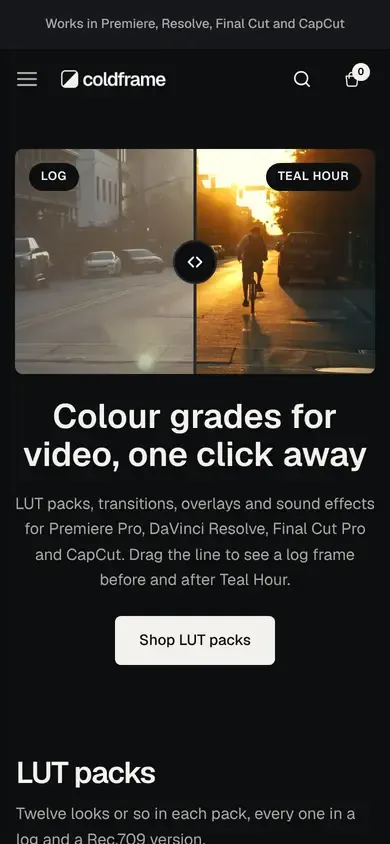 Works in Premiere, Resolve, Final Cut and CapCut
coldframe
0
LOG
TEAL HOUR
Colour grades for
video, one click away
LUT packs, transitions, overlays and sound effects
for Premiere Pro, DaVinci Resolve, Final Cut Pro
and CapCut. Drag the line to see a log frame
before and after Teal Hour.
Shop LUT packs
LUT packs
Twelve looks or so in each pack, every one in a
log and a Rec.709 version.